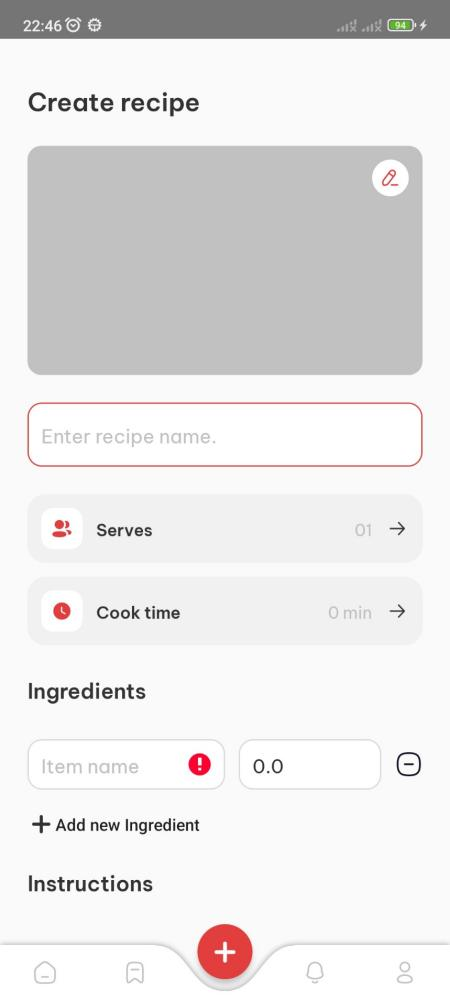 22:46
94
Create recipe
Enter recipe name.
Serves 01
Cook time 0 min
Ingredients
Item name 0.0
Add new Ingredient
Instructions